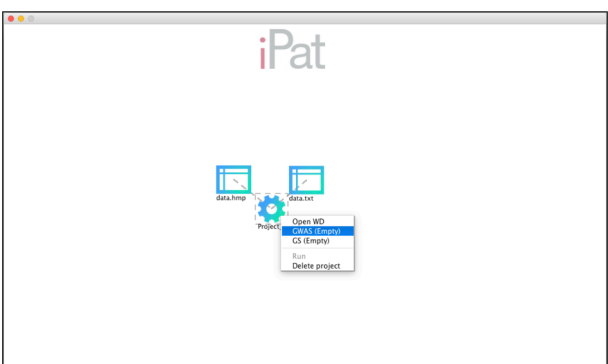 iPat
data.hmp
data.txt
Project
Open WD
GWAS (Empty)
GS (Empty)
Run
Delete project